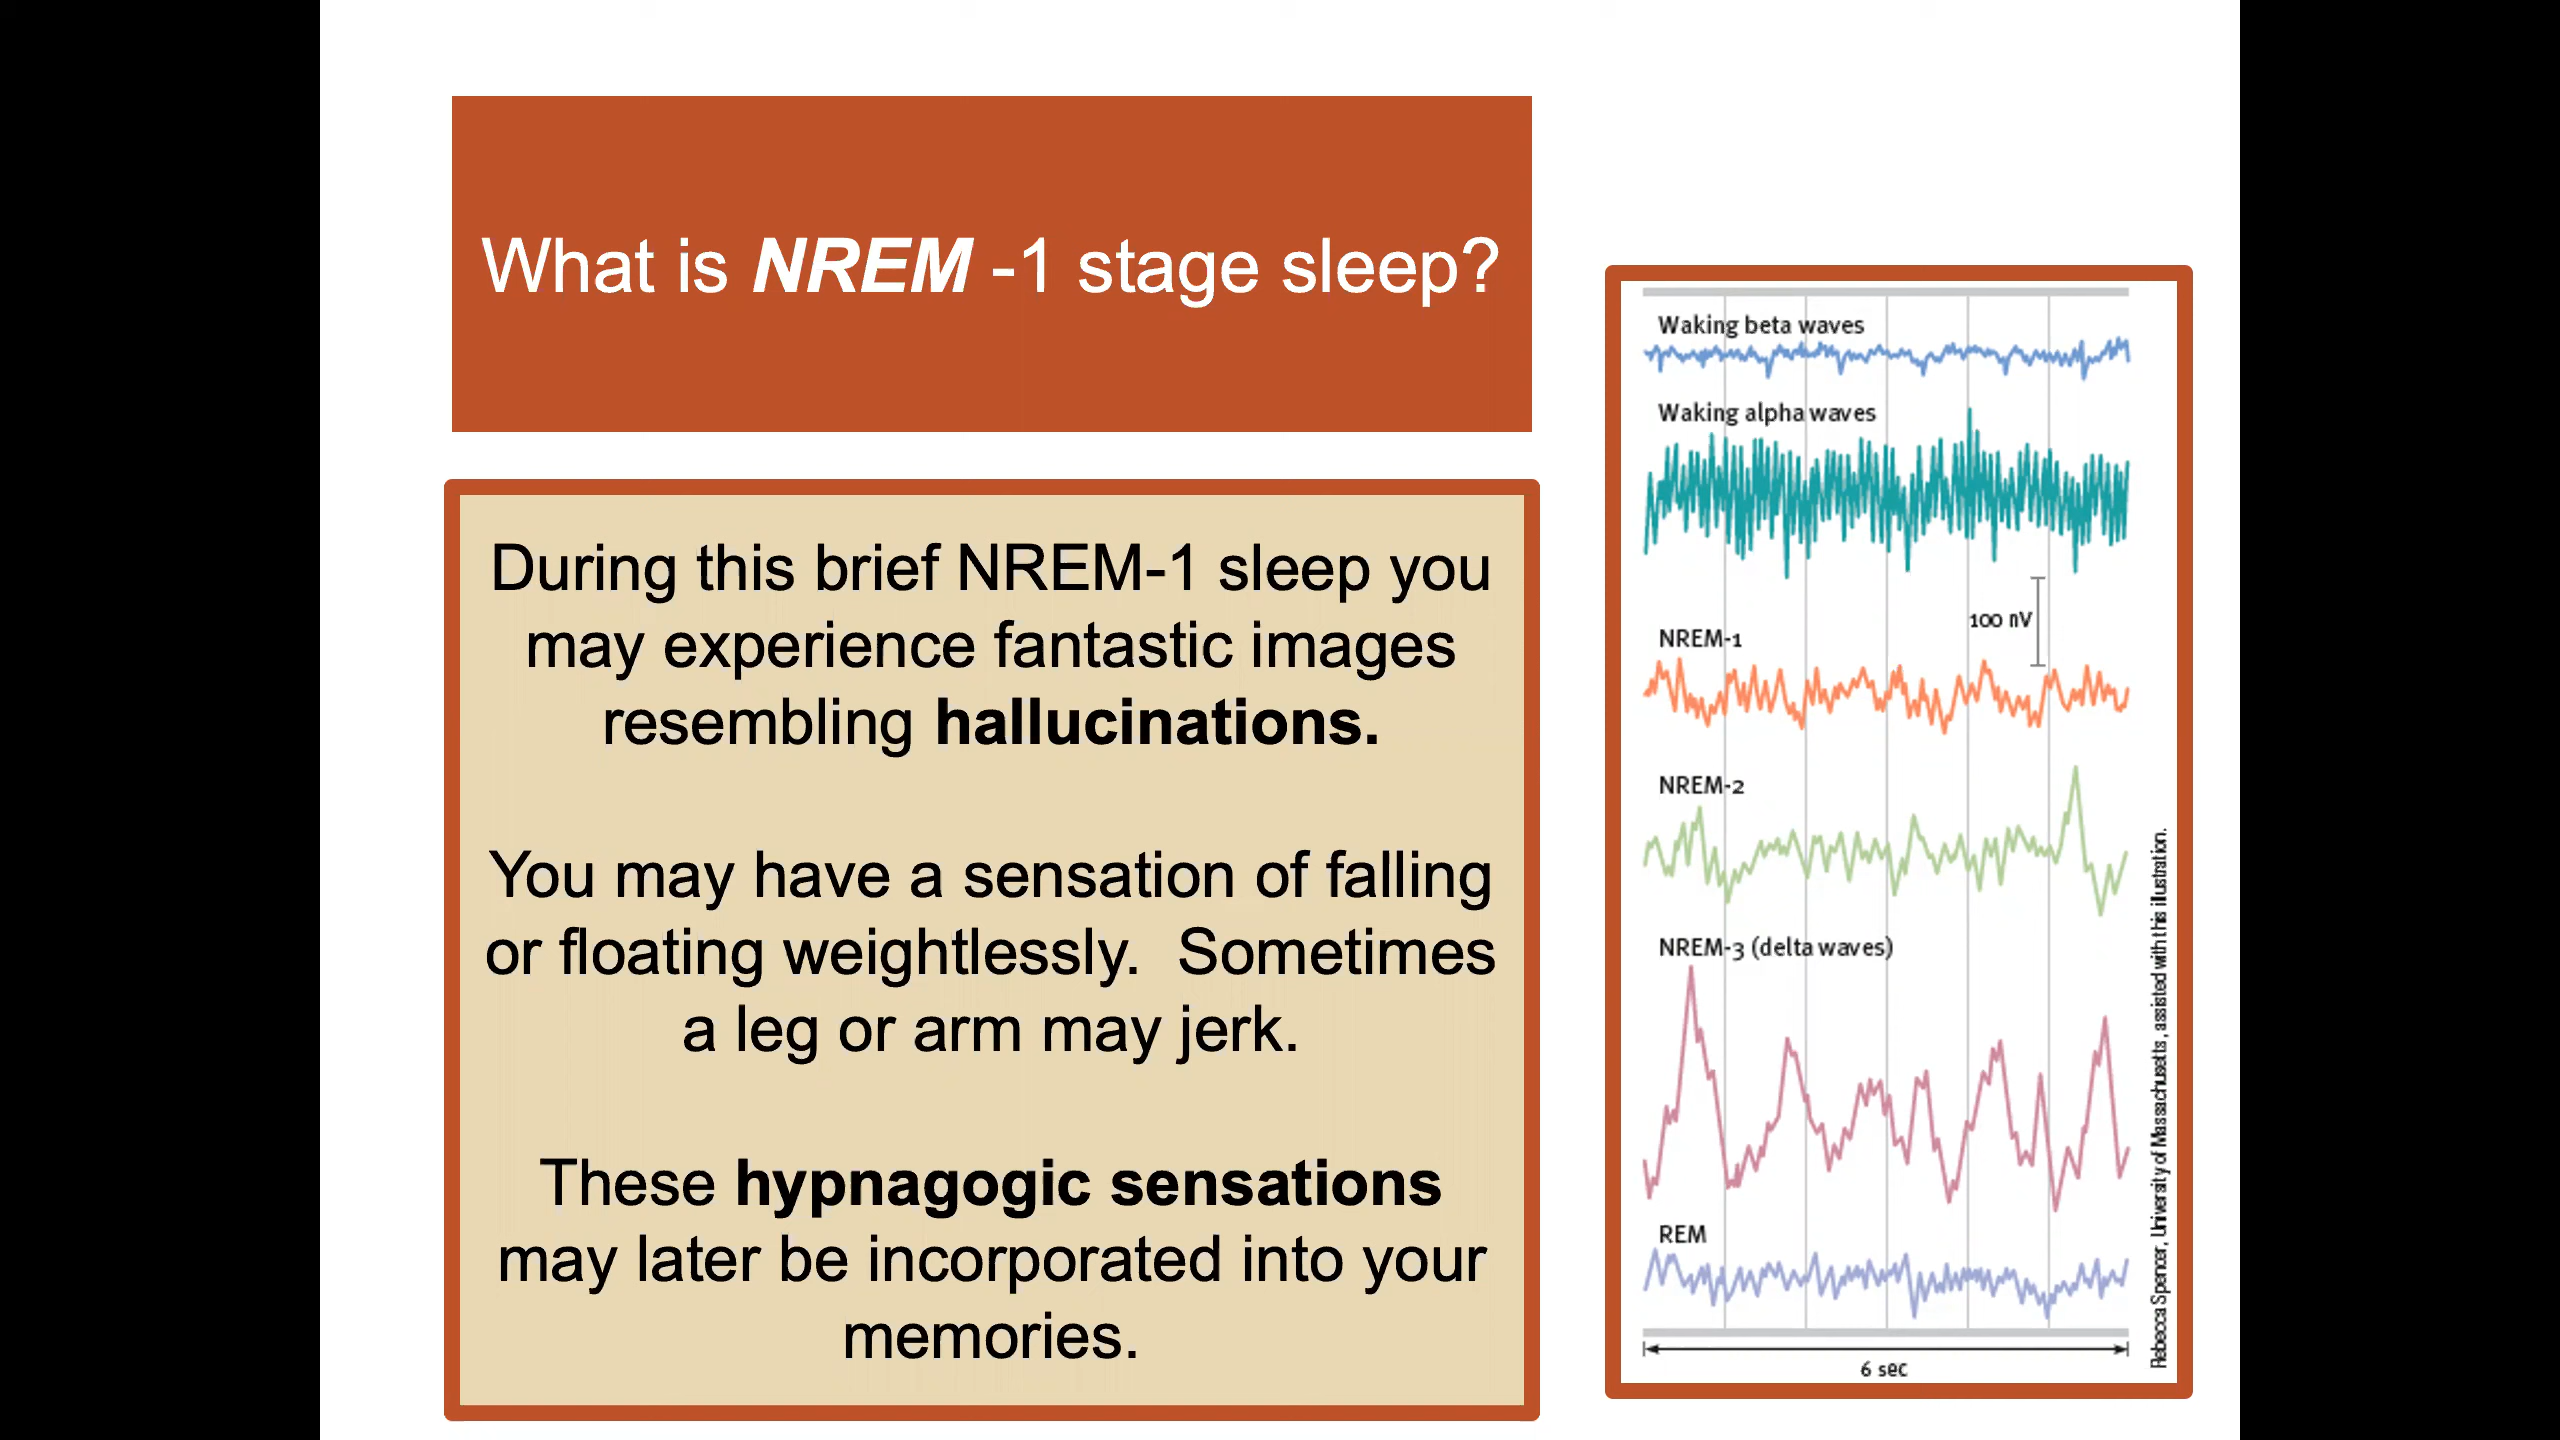 What is NREM -1 stage sleep?
During this brief NREM-1 sleep you
may experience fantastic images
resembling hallucinations.
You may have a sensation of falling
or floating weightlessly.  Sometimes
a leg or arm may jerk.
These hypnagogic sensations
may later be incorporated into your
memories.
Waking beta waves
Waking alpha waves
100 nV
NREM-1
NREM-2
NREM-3 (delta waves)
REM
6 sec
Rebecca Spencer, University of Massachusetts, assisted with this illustration.